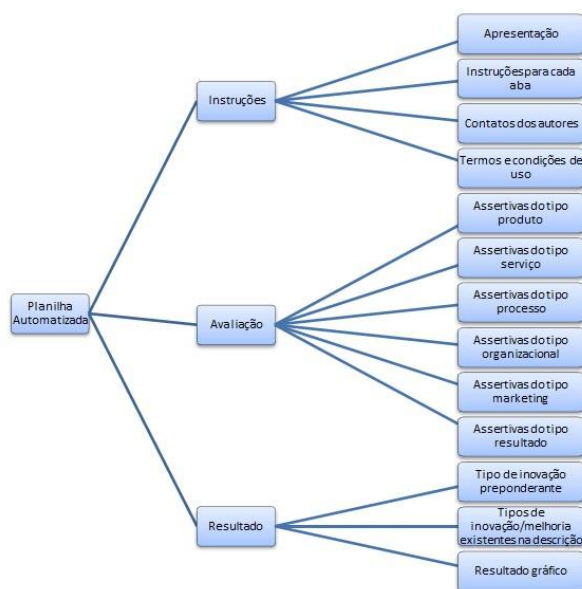 Planilha
Automatizada
Instruções
Apresentação
Instruções para cada
aba
Contatos dos autores
Termos e condições de
uso
Avaliação
Assertivas do tipo
produto
Assertivas do tipo
serviço
Assertivas do tipo
processo
Assertivas do tipo
organizacional
Assertivas do tipo
marketing
Assertivas do tipo
resultado
Resultado
Tipo de inovação
preponderante
Tipos de
inovação/melhoria
existentes na descrição
Resultado gráfico